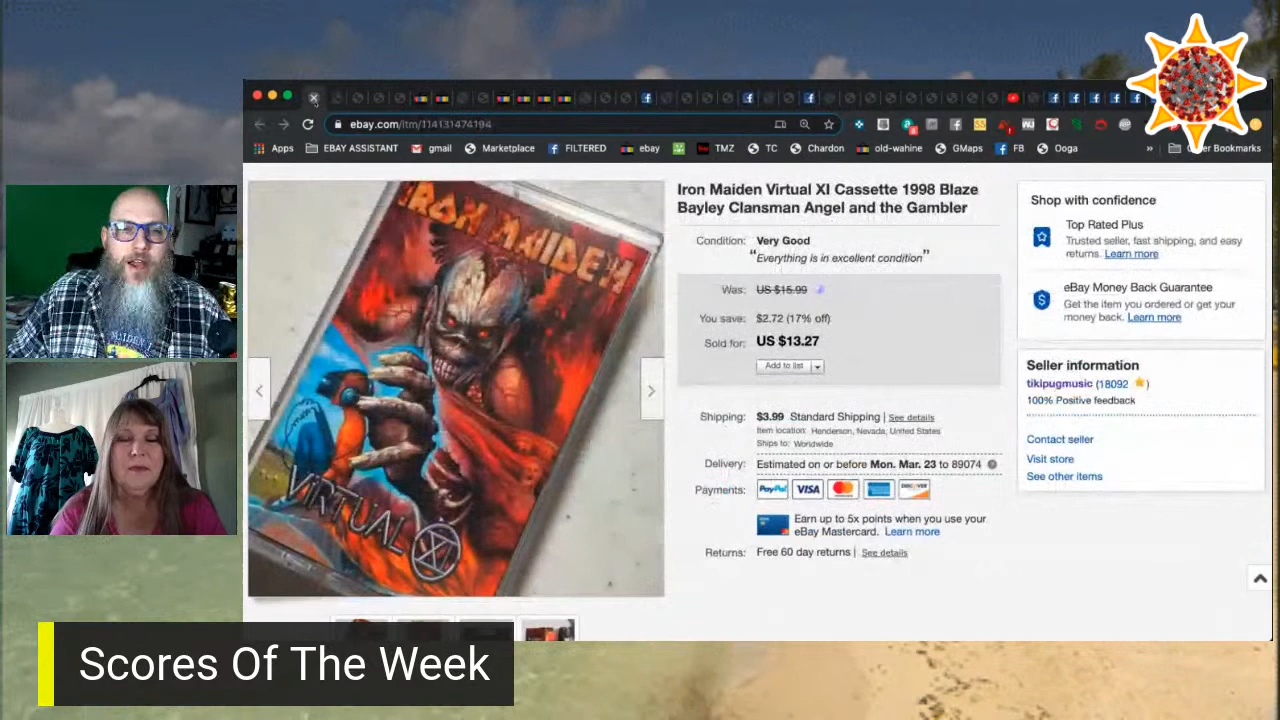 ebay.com/itm/114131474194
Apps EBAY ASSISTANT gmail Marketplace FILTERED ebay TMZ TC Chardon old-wahine GMaps FB Ooga » Other Bookmarks
IRON MAIDEN
VIRTUAL XI
Iron Maiden Virtual XI Cassette 1998 Blaze
Bayley Clansman Angel and the Gambler
Condition: Very Good
“Everything is in excellent condition”
Was: US $15.99
You save: $2.72 (17% off)
Sold for: US $13.27
Add to list
Shipping: $3.99 Standard Shipping | See details
Item location: Henderson, Nevada, United States
Ships to: Worldwide
Delivery: Estimated on or before Mon. Mar. 23 to 89074
Payments: PayPal VISA
Earn up to 5x points when you use your
eBay Mastercard. Learn more
Returns: Free 60 day returns | See details
Shop with confidence
Top Rated Plus
Trusted seller, fast shipping, and easy
returns. Learn more
eBay Money Back Guarantee
Get the item you ordered or get your
money back. Learn more
Seller information
tikipugmusic (18092 )
100% Positive feedback
Contact seller
Visit store
See other items
Scores Of The Week